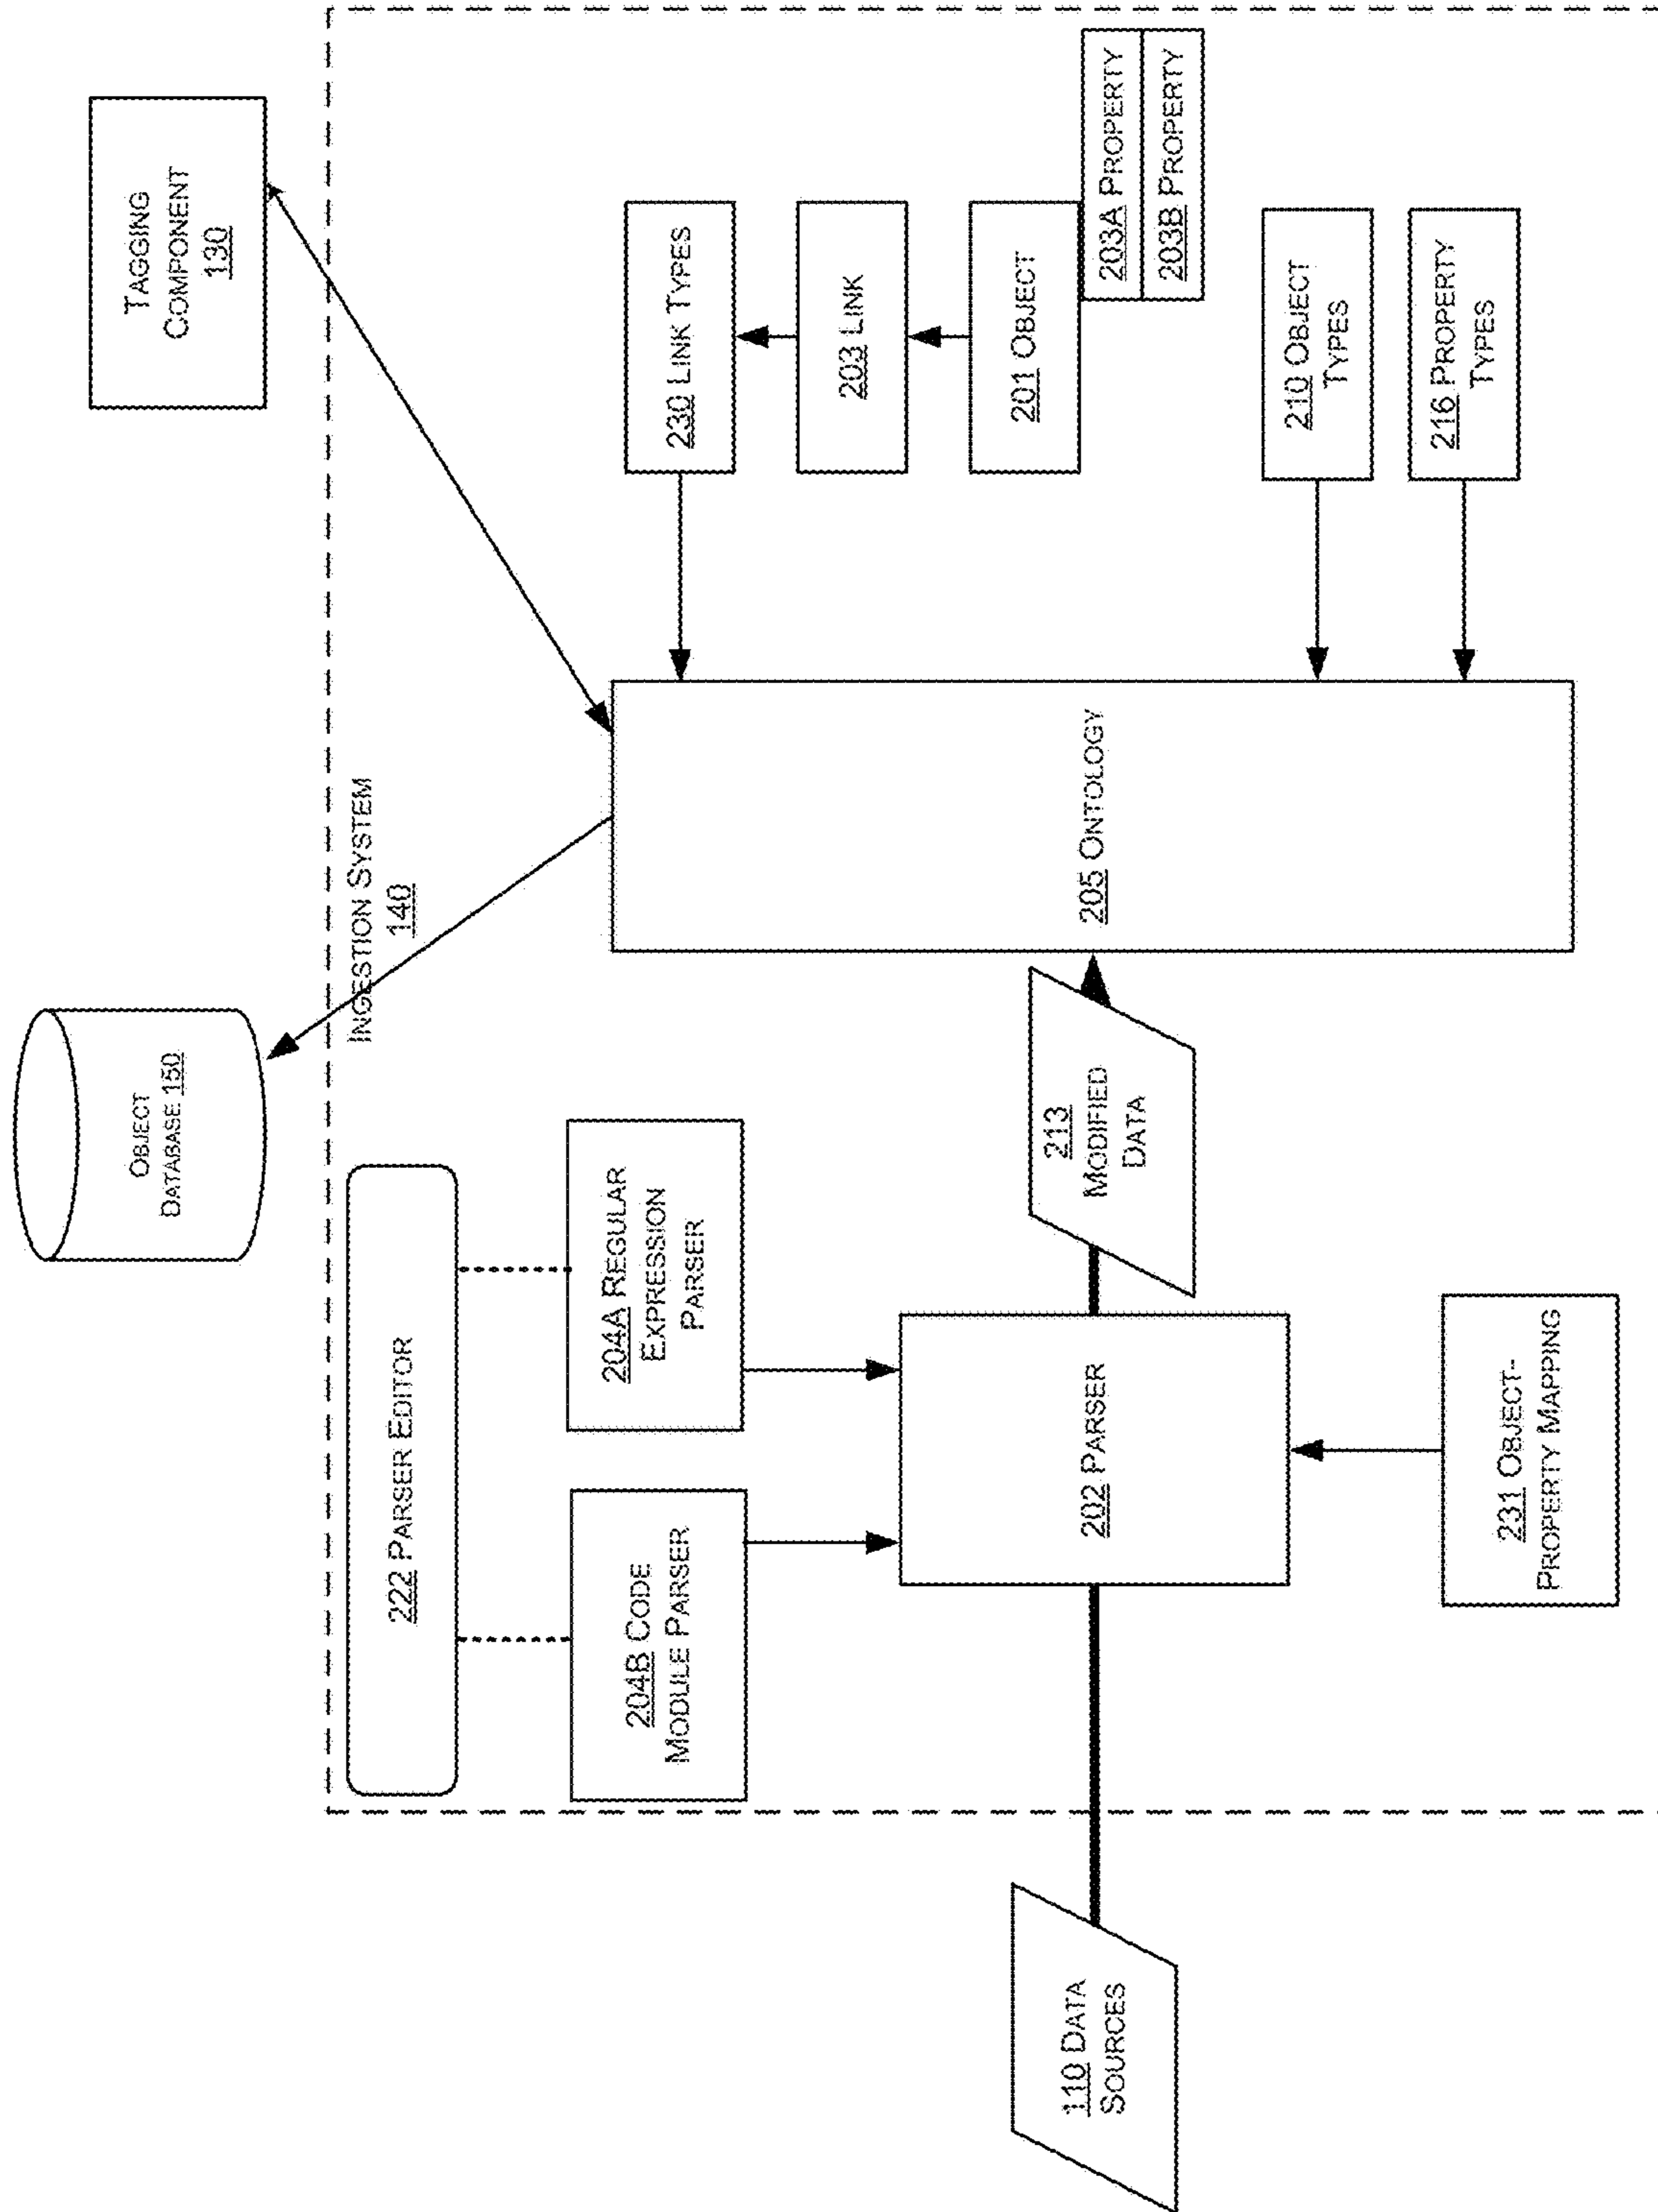 OBJECT
DATABASE 150
TAGGING
COMPONENT
130
INGESTION SYSTEM
140
222 PARSER EDITOR
204B CODE
MODULE PARSER
204A REGULAR
EXPRESSION
PARSER
230 LINK TYPES
203 LINK
201 OBJECT
203A PROPERTY
203B PROPERTY
110 DATA
SOURCES
202 PARSER
213
MODIFIED
DATA
205 ONTOLOGY
210 OBJECT
TYPES
216 PROPERTY
TYPES
231 OBJECT-
PROPERTY MAPPING